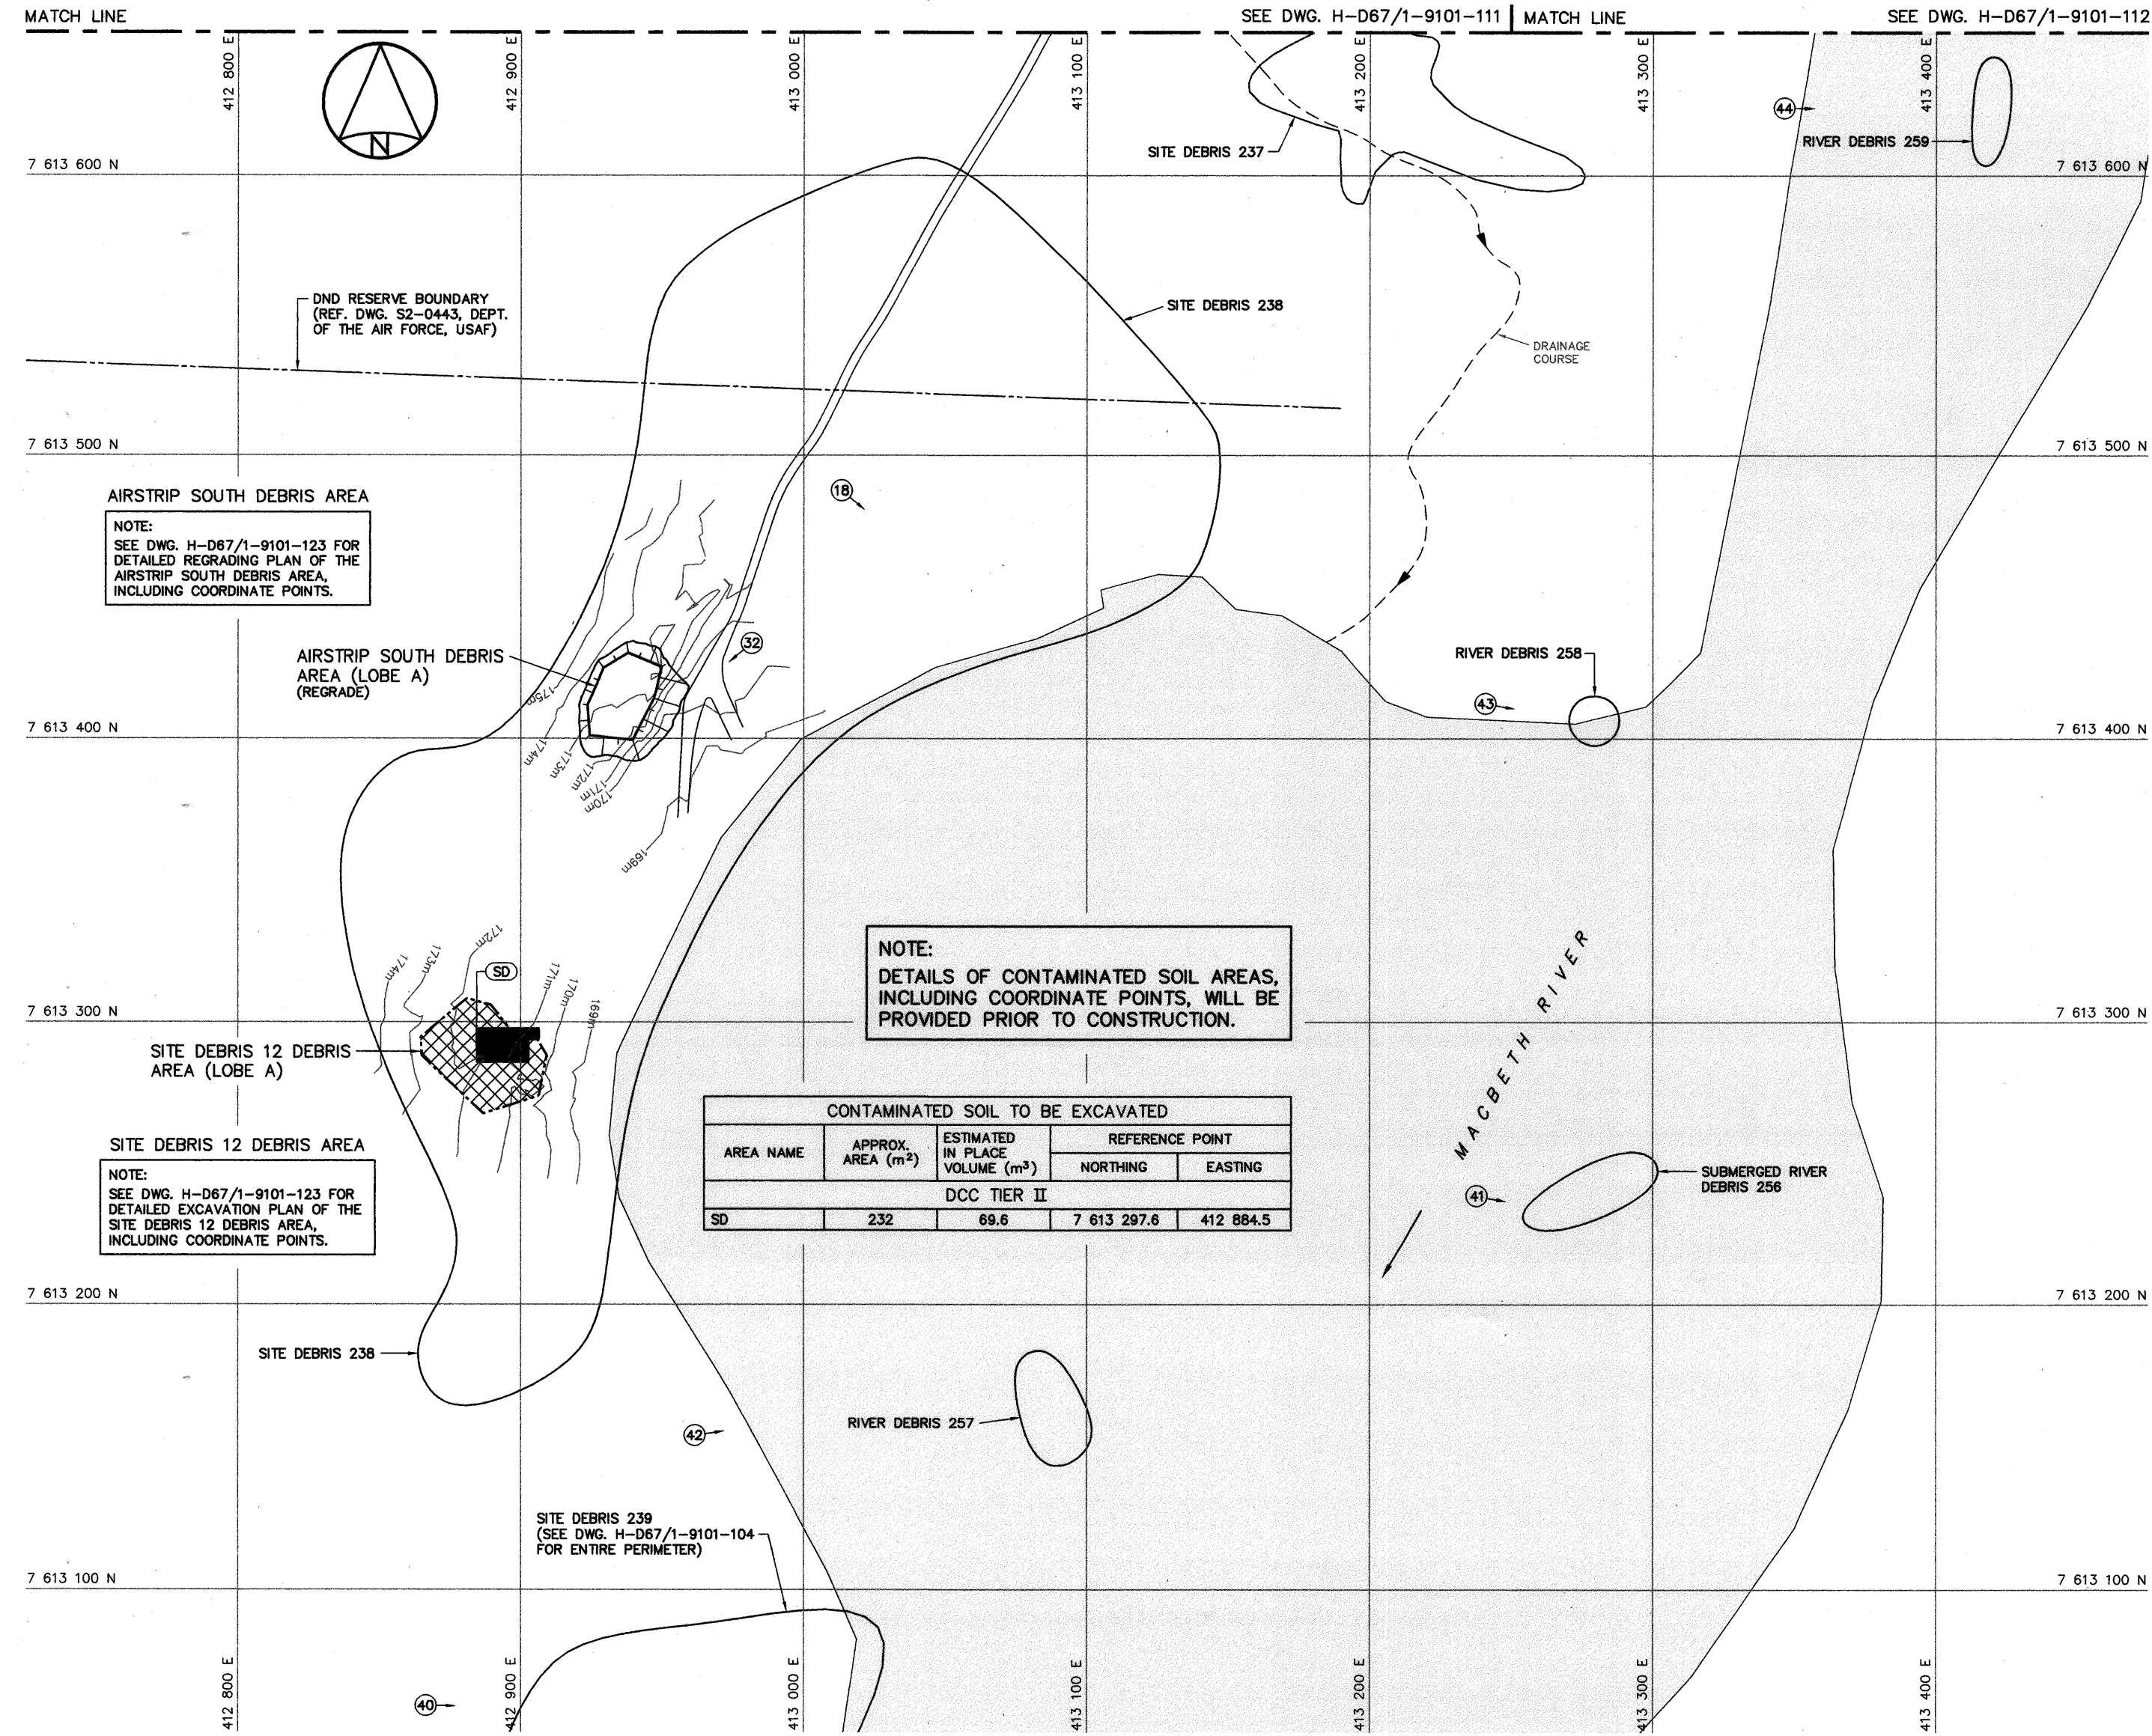 MATCH LINE
SEE DWG. H-D67/1-9101-111
MATCH LINE
SEE DWG. H-D67/1-9101-112
412 800 E
412 900 E
413 000 E
413 100 E
413 200 E
413 300 E
413 400 E
N
44
RIVER DEBRIS 259
SITE DEBRIS 237
7 613 600 N
7 613 600 N
DND RESERVE BOUNDARY
(REF. DWG. S2-0443, DEPT.
OF THE AIR FORCE, USAF)
SITE DEBRIS 238
DRAINAGE
COURSE
7 613 500 N
7 613 500 N
AIRSTRIP SOUTH DEBRIS AREA
NOTE:
SEE DWG. H-D67/1-9101-123 FOR
DETAILED REGRADING PLAN OF THE
AIRSTRIP SOUTH DEBRIS AREA,
INCLUDING COORDINATE POINTS.
18
32
AIRSTRIP SOUTH DEBRIS
AREA (LOBE A)
(REGRADE)
RIVER DEBRIS 258
43
175m
174m
173m
172m
171m
170m
169m
7 613 400 N
7 613 400 N
NOTE:
DETAILS OF CONTAMINATED SOIL AREAS,
INCLUDING COORDINATE POINTS, WILL BE
PROVIDED PRIOR TO CONSTRUCTION.
MACBETH RIVER
174m
173m
172m
SD
171m
170m
169m
7 613 300 N
7 613 300 N
SITE DEBRIS 12 DEBRIS
AREA (LOBE A)
CONTAMINATED SOIL TO BE EXCAVATED
AREA NAME
APPROX.
AREA (m²)
ESTIMATED
IN PLACE
VOLUME (m³)
REFERENCE POINT
NORTHING
EASTING
DCC TIER II
SD
232
69.6
7 613 297.6
412 884.5
SITE DEBRIS 12 DEBRIS AREA
NOTE:
SEE DWG. H-D67/1-9101-123 FOR
DETAILED EXCAVATION PLAN OF THE
SITE DEBRIS 12 DEBRIS AREA,
INCLUDING COORDINATE POINTS.
41
SUBMERGED RIVER
DEBRIS 256
7 613 200 N
7 613 200 N
SITE DEBRIS 238
42
RIVER DEBRIS 257
SITE DEBRIS 239
(SEE DWG. H-D67/1-9101-104
FOR ENTIRE PERIMETER)
7 613 100 N
7 613 100 N
40
412 800 E
412 900 E
413 000 E
413 100 E
413 200 E
413 300 E
413 400 E